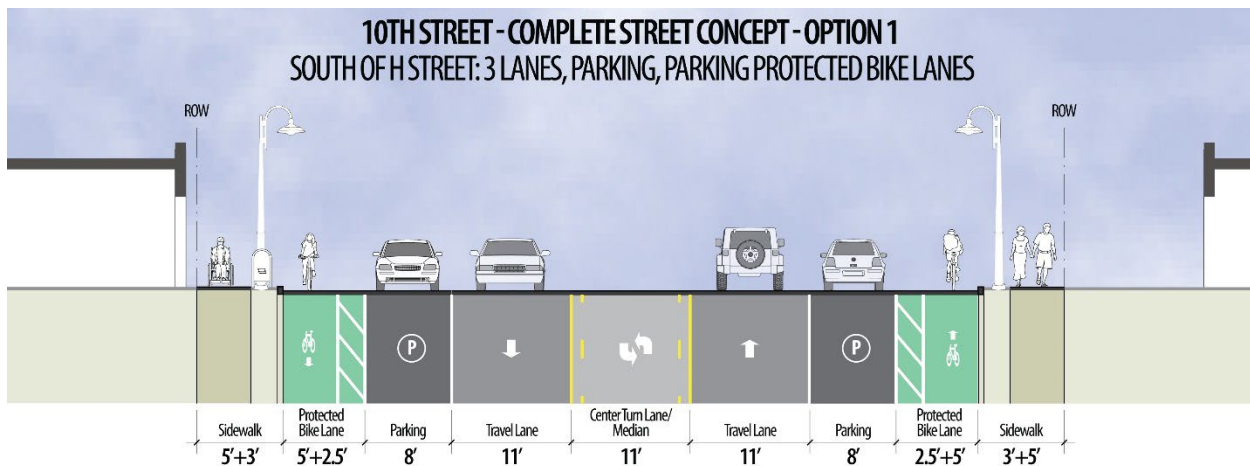 10TH STREET - COMPLETE STREET CONCEPT - OPTION 1
SOUTH OF H STREET: 3 LANES, PARKING, PARKING PROTECTED BIKE LANES
ROW
ROW
P
P
Sidewalk
5'+3'
Protected
Bike Lane
5'+2.5'
Parking
8'
Travel Lane
11'
Center Turn Lane/
Median
11'
Travel Lane
11'
Parking
8'
Protected
Bike Lane
2.5'+5'
Sidewalk
3'+5'